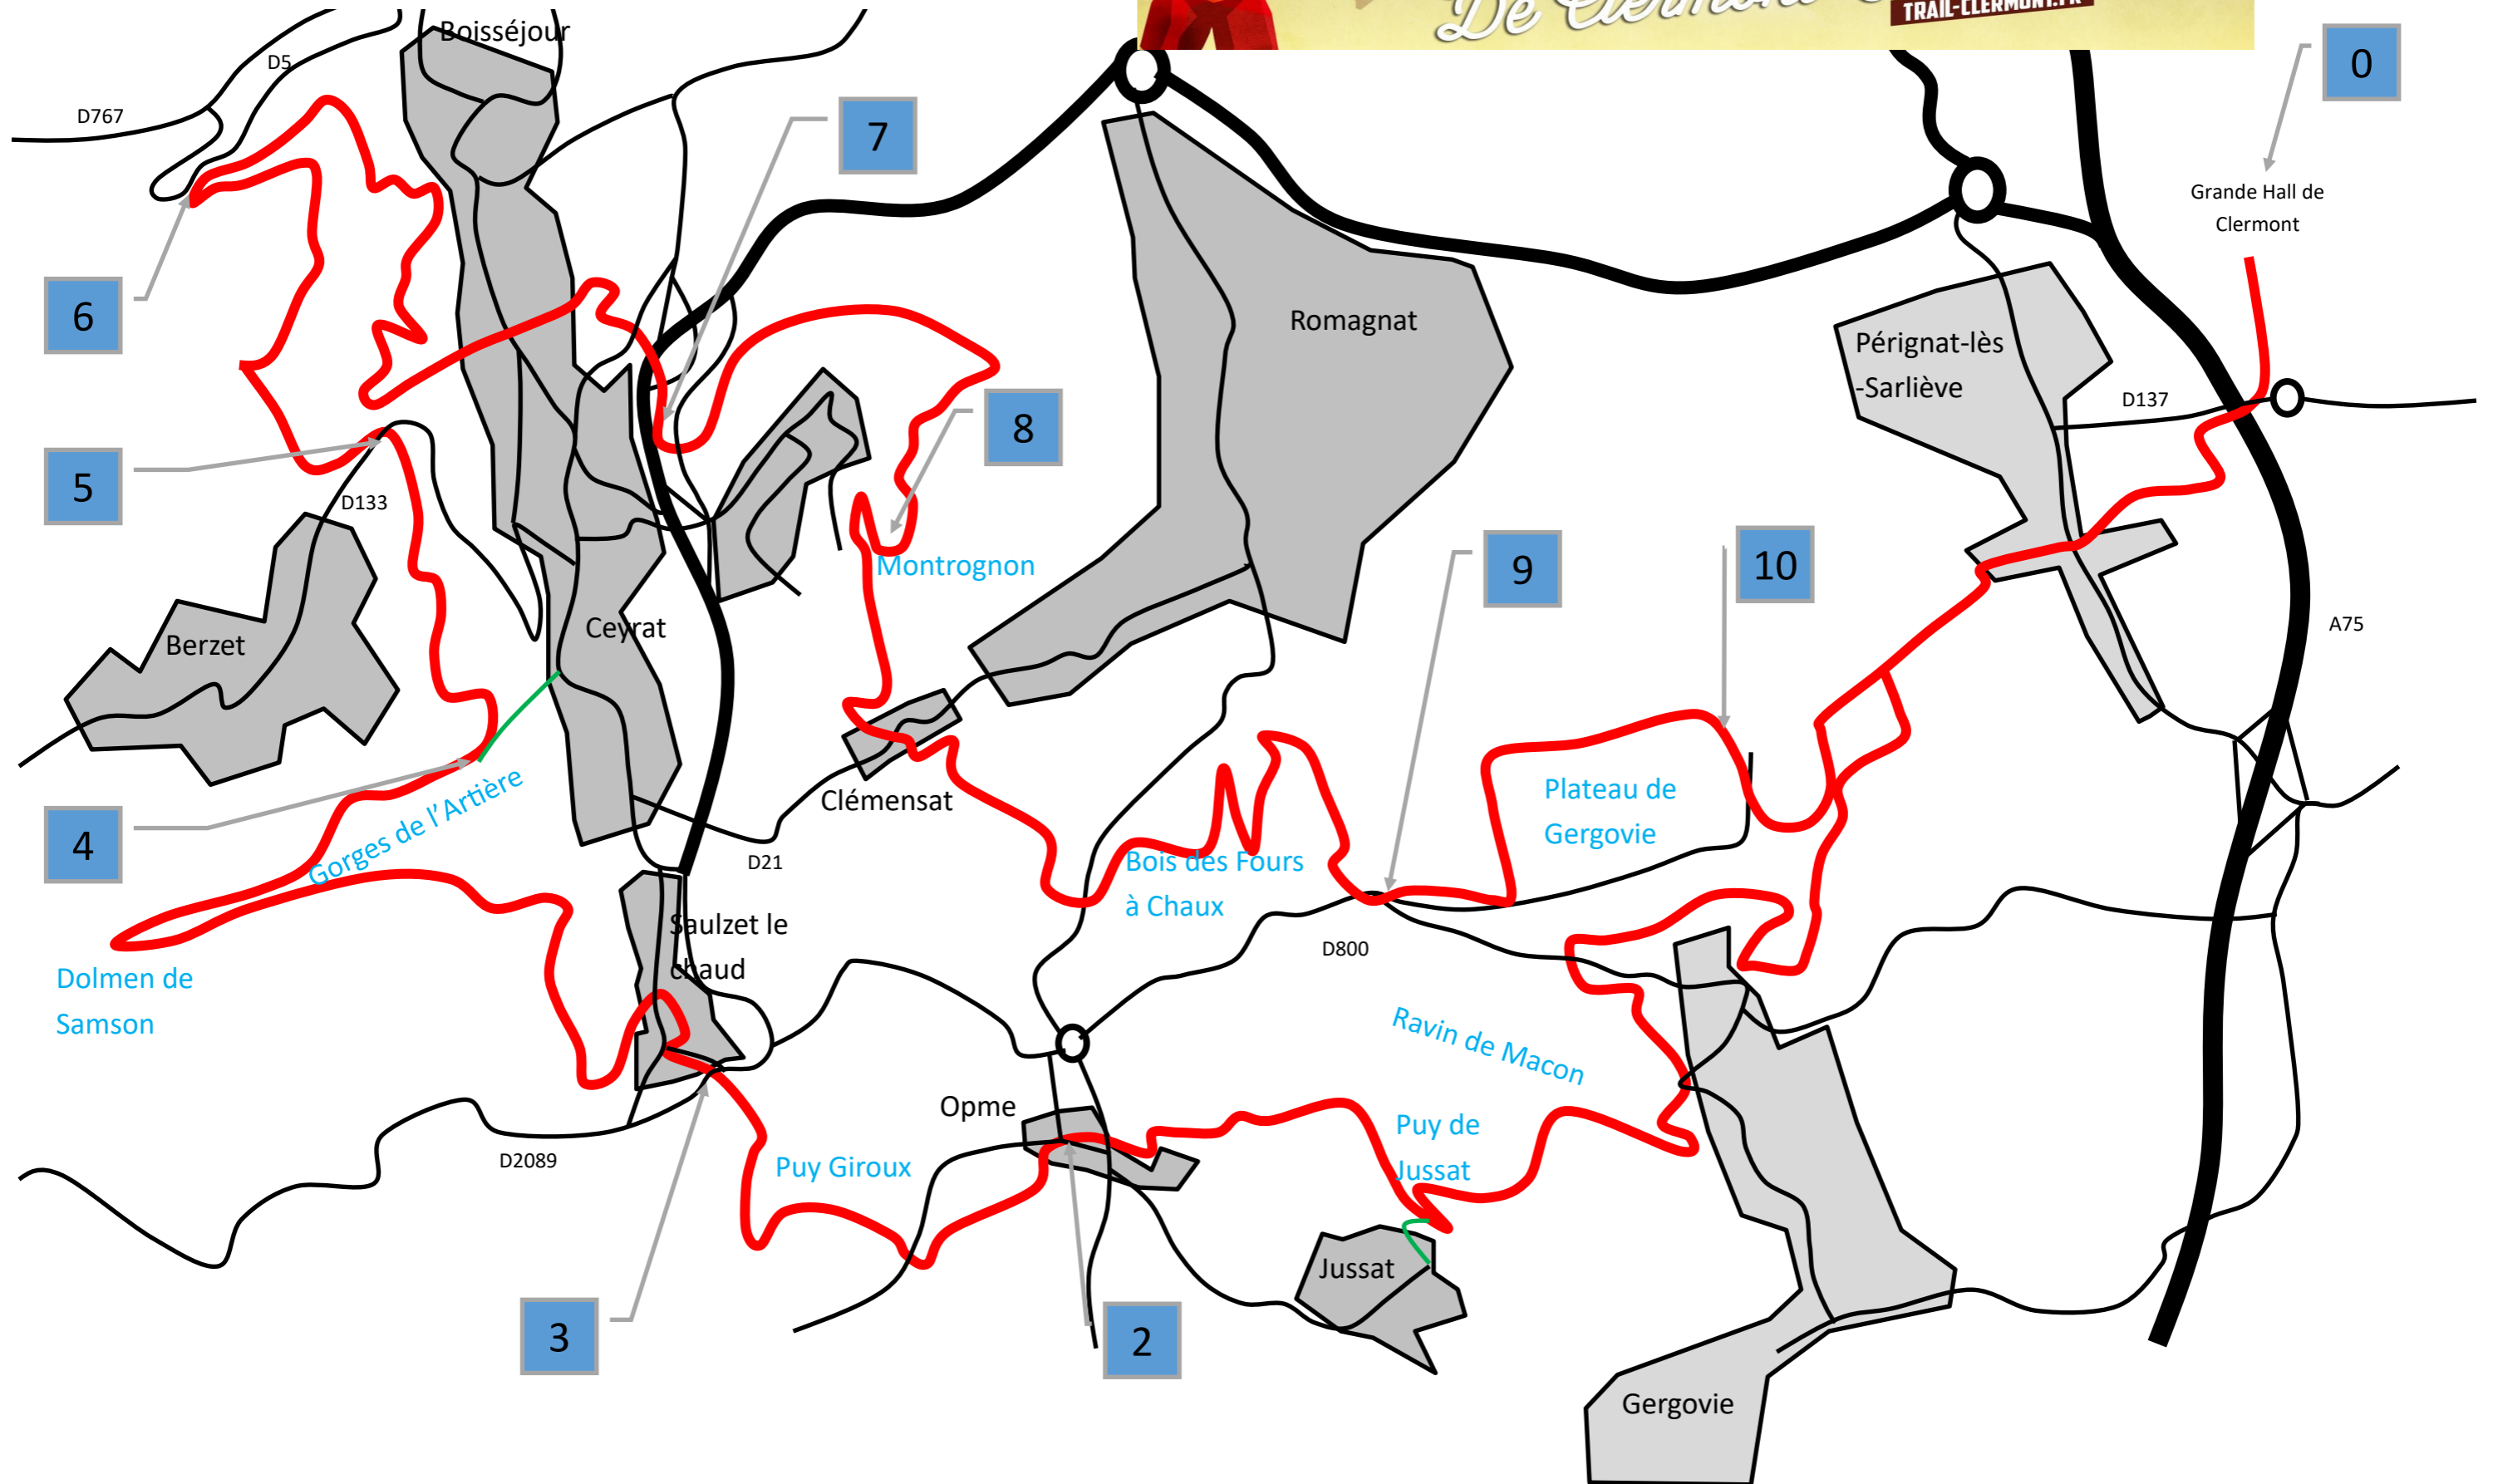 De Clermont
TRAIL-CLERMONT.FR
Boisséjour
D5
D767
0
7
Grande Hall de
Clermont
6
Romagnat
Pérignat-lès
-Sarliève
D137
8
5
D133
9
10
Montrognon
Ceyrat
A75
Berzet
Plateau de
Gergovie
Clémensat
Gorges de l'Artière
4
D21
Bois des Fours
à Chaux
Saulzet le
chaud
D800
Dolmen de
Samson
Ravin de Macon
Opme
Puy de
Jussat
D2089
Puy Giroux
Jussat
3
2
Gergovie